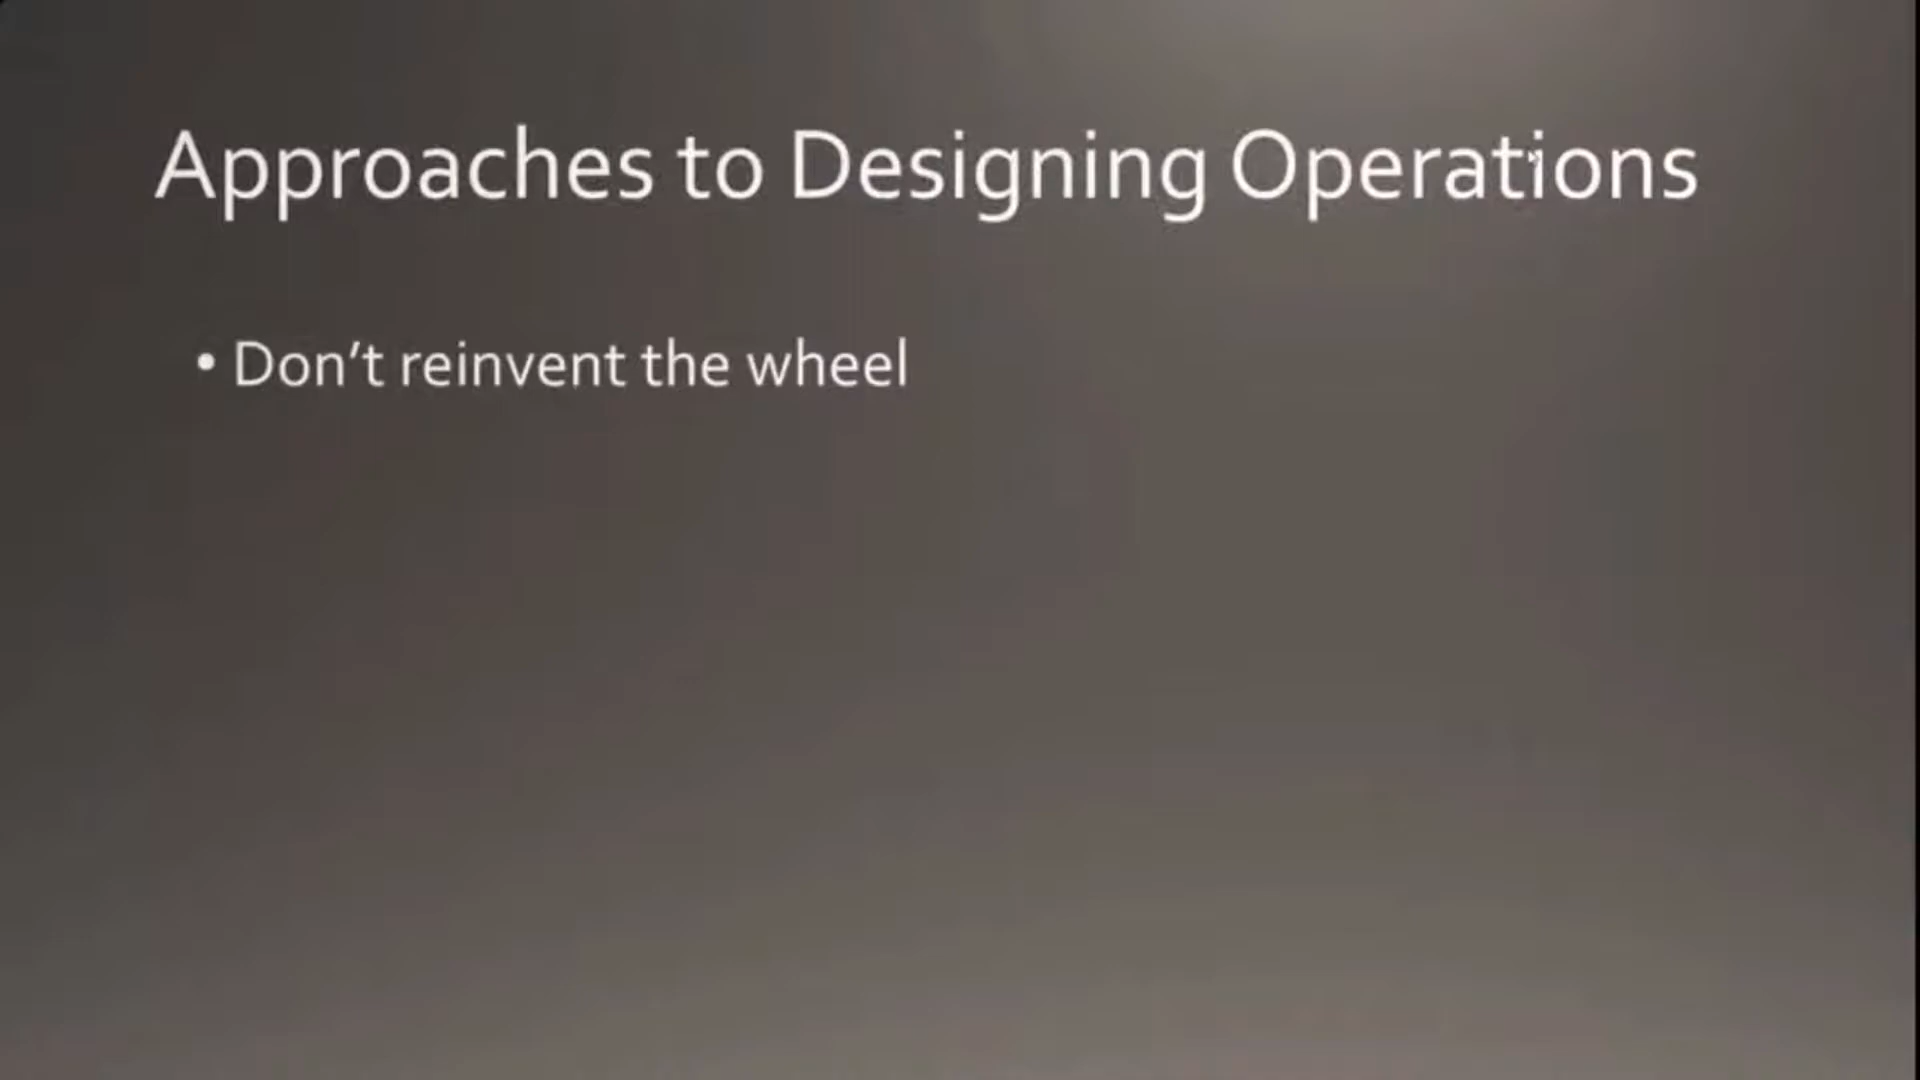 Approaches to Designing Operations
• Don’t reinvent the wheel